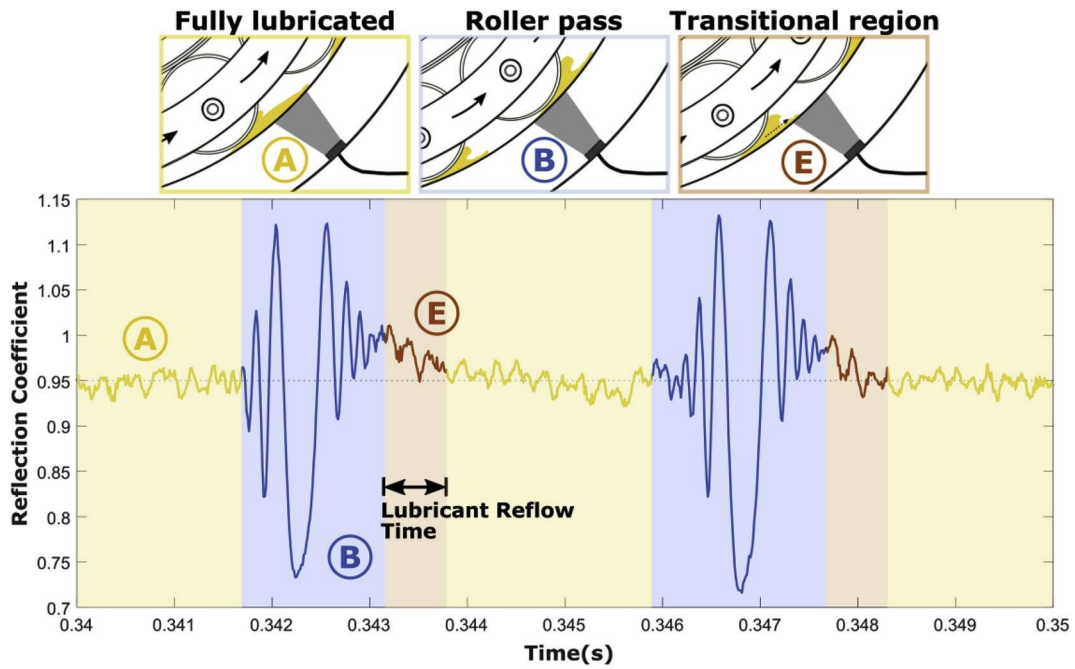 Fully lubricated
Roller pass
Transitional region
A
B
E
1.15
1.1
1.05
1
0.95
0.9
0.85
0.8
0.75
0.7
Reflection Coefficient
A
E
Lubricant Reflow
Time
B
0.34
0.341
0.342
0.343
0.344
0.345
0.346
0.347
0.348
0.349
0.35
Time(s)